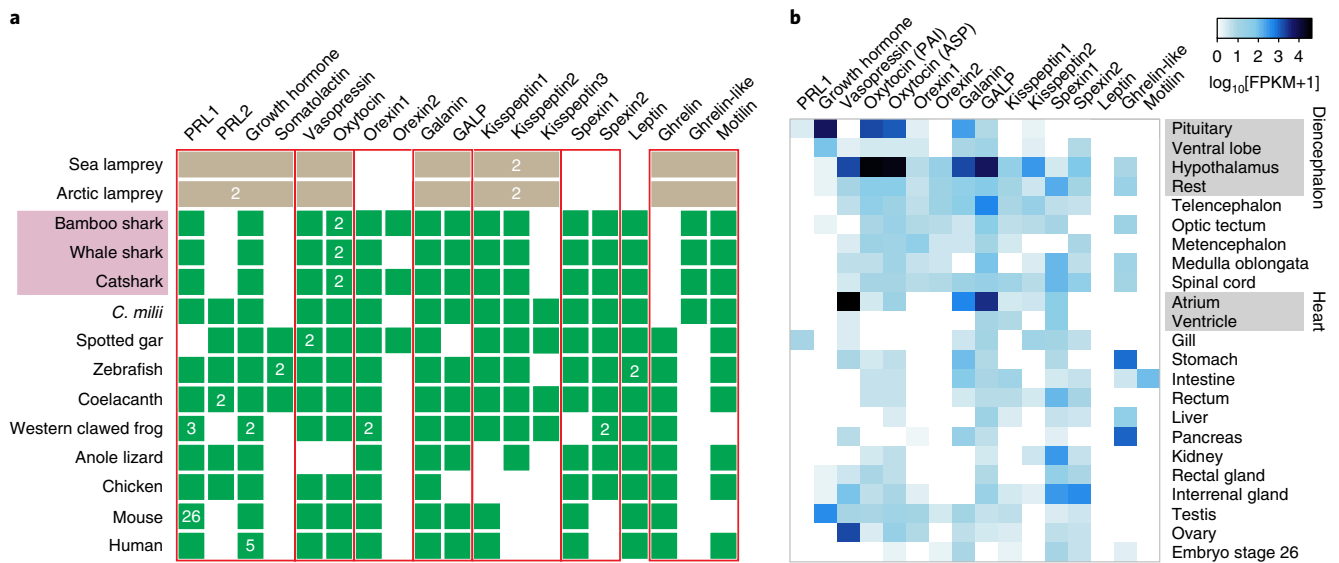 a
PRL1
PRL2
Growth hormone
Somatolactin
Vasopressin
Oxytocin
Orexin1
Orexin2
Galanin
GALP
Kisspeptin1
Kisspeptin2
Kisspeptin3
Spexin1
Spexin2
Leptin
Ghrelin
Ghrelin-like
Motilin
Sea lamprey 2
Arctic lamprey 2 2
Bamboo shark 2
Whale shark 2
Catshark 2
C. milii
Spotted gar 2
Zebrafish 2 2
Coelacanth 2
Western clawed frog 3 2 2 2
Anole lizard
Chicken
Mouse 26
Human 5
b
PRL1
Growth hormone
Vasopressin
Oxytocin (PAI)
Oxytocin (ASP)
Orexin1
Orexin2
Galanin
GALP
Kisspeptin1
Kisspeptin2
Spexin1
Spexin2
Leptin
Ghrelin-like
Motilin
0 1 2 3 4
log10[FPKM+1]
Pituitary
Ventral lobe
Hypothalamus
Rest
Diencephalon
Telencephalon
Optic tectum
Metencephalon
Medulla oblongata
Spinal cord
Atrium
Ventricle
Heart
Gill
Stomach
Intestine
Rectum
Liver
Pancreas
Kidney
Rectal gland
Interrenal gland
Testis
Ovary
Embryo stage 26